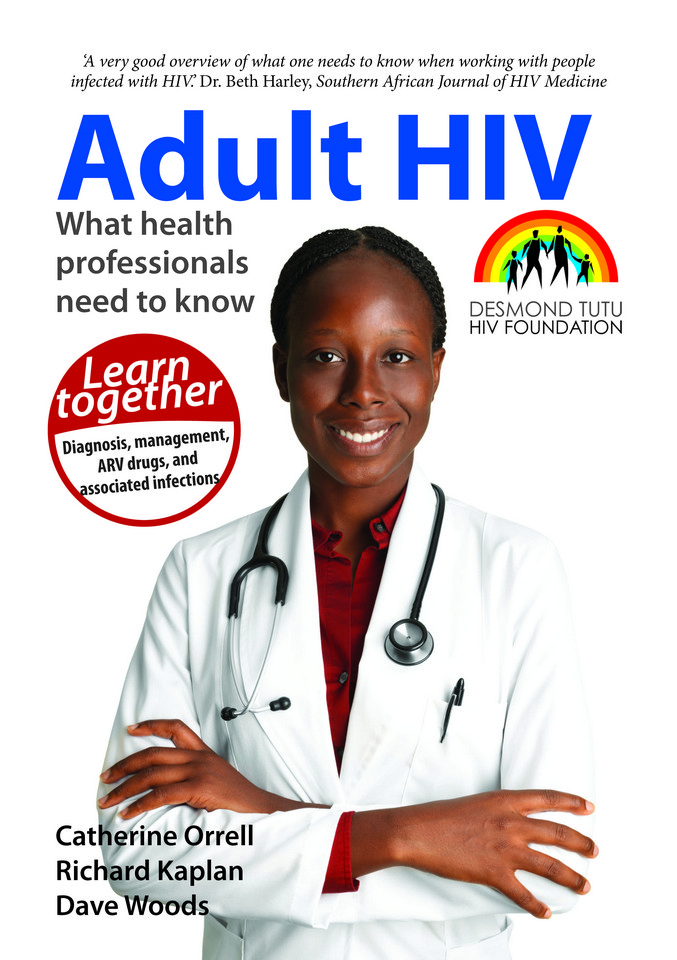 ‘A very good overview of what one needs to know when working with people
infected with HIV.’ Dr. Beth Harley, Southern African Journal of HIV Medicine
Adult HIV
What health
professionals
need to know
DESMOND TUTU
HIV FOUNDATION
Learn
together
Diagnosis, management,
ARV drugs, and
associated infections
Catherine Orrell
Richard Kaplan
Dave Woods